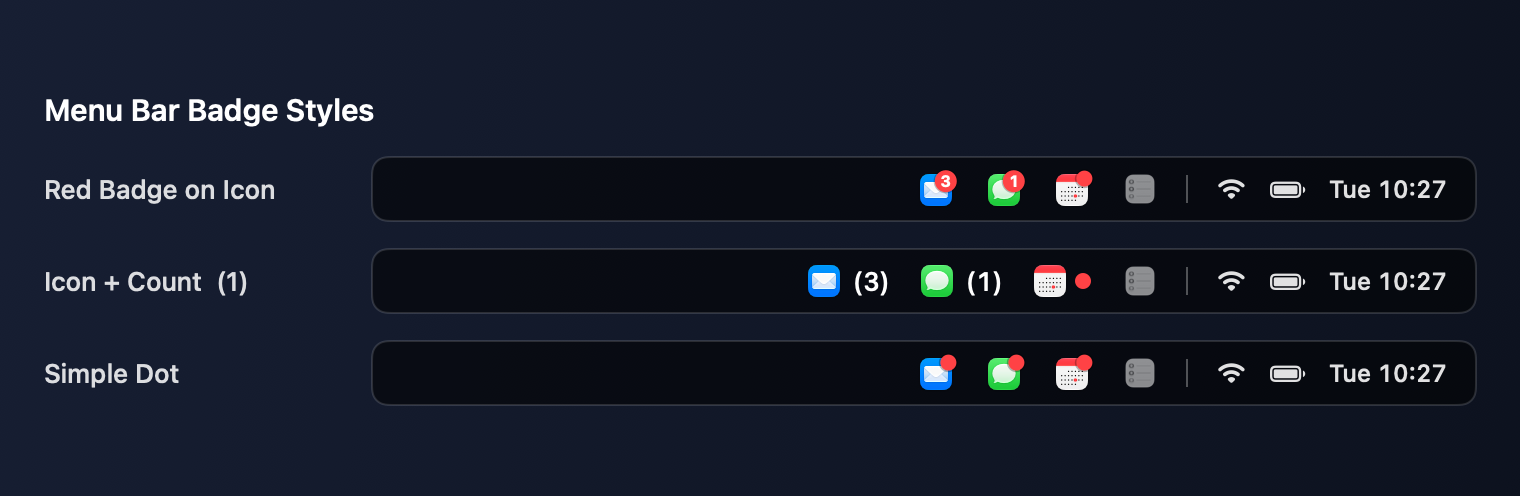 Menu Bar Badge Styles
Red Badge on Icon 3 1 Tue 10:27
Icon + Count (1) (3) (1) Tue 10:27
Simple Dot Tue 10:27